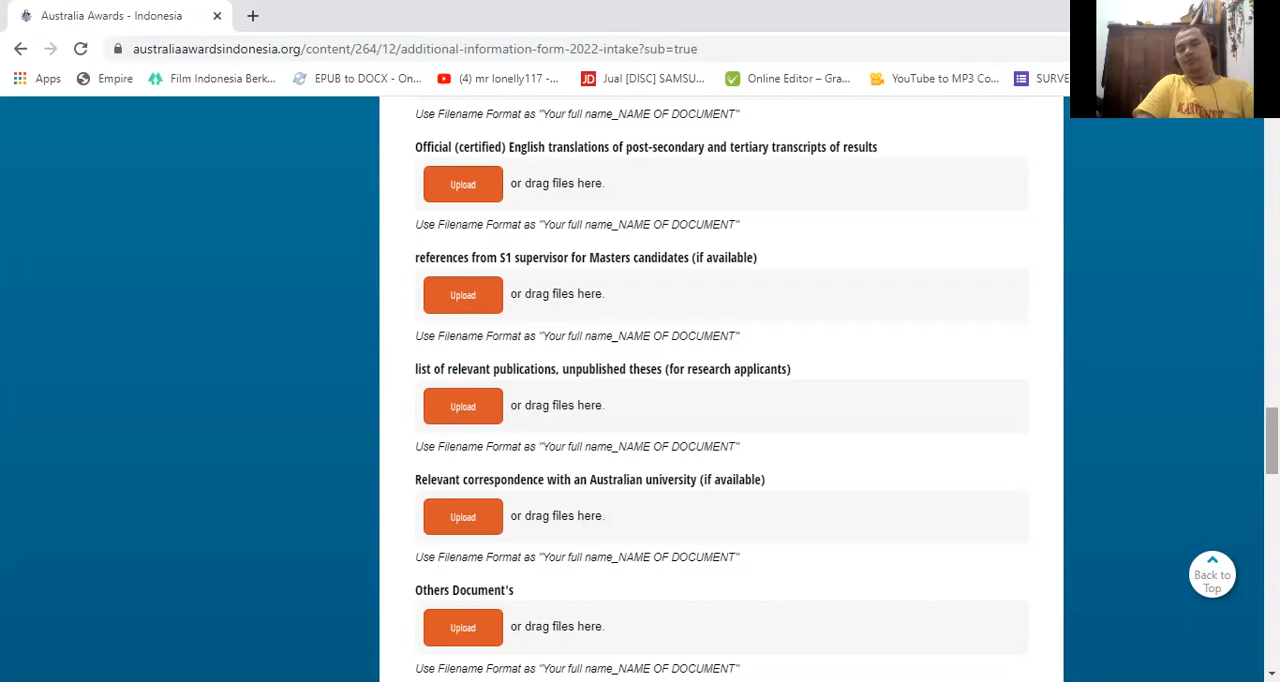 Australia Awards - Indonesia
australiaawardsindonesia.org/content/264/12/additional-information-form-2022-intake?sub=true
Apps
Empire
Film Indonesia Berk...
EPUB to DOCX - On...
(4) mr lonelly117 -...
JD
Jual [DISC] SAMSU...
Online Editor – Gra...
YouTube to MP3 Co...
SURVE
Use Filename Format as "Your full name_NAME OF DOCUMENT"
Official (certified) English translations of post-secondary and tertiary transcripts of results
Upload or drag files here.
Use Filename Format as "Your full name_NAME OF DOCUMENT"
references from S1 supervisor for Masters candidates (if available)
Upload or drag files here.
Use Filename Format as "Your full name_NAME OF DOCUMENT"
list of relevant publications, unpublished theses (for research applicants)
Upload or drag files here.
Use Filename Format as "Your full name_NAME OF DOCUMENT"
Relevant correspondence with an Australian university (if available)
Upload or drag files here.
Use Filename Format as "Your full name_NAME OF DOCUMENT"
Others Document's
Upload or drag files here.
Use Filename Format as "Your full name_NAME OF DOCUMENT"
Back to
Top